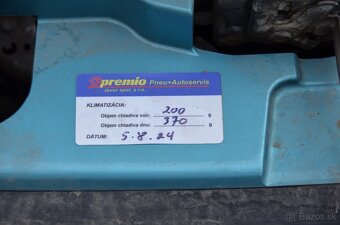 premio Pneu+Autoservis
Javor spol. s r.o.
KLIMATIZÁCIA:
Objem chladiva von: 200 g
Objem chladiva dnu: 370 g
DÁTUM: 5.8.24
Bazos.sk